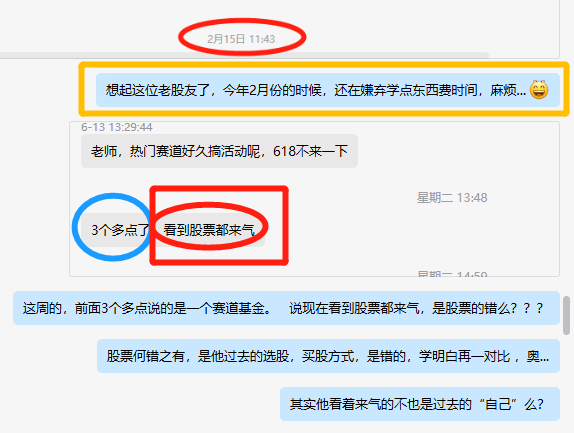 2月15日 11:43
想起这位老股友了，今年2月份的时候，还在嫌弃学点东西费时间，麻烦...
6-13 13:29:44
老师，热门赛道好久搞活动呢，618不来一下
星期二 13:48
3个多点了 看到股票都来气
星期二 14:59
这周的，前面3个多点说的是一个赛道基金。 说现在看到股票都来气，是股票的错么？？？
股票何错之有，是他过去的选股，买股方式，是错的，学明白再一对比 ，奥...
其实他看着来气的不也是过去的“自己”么？